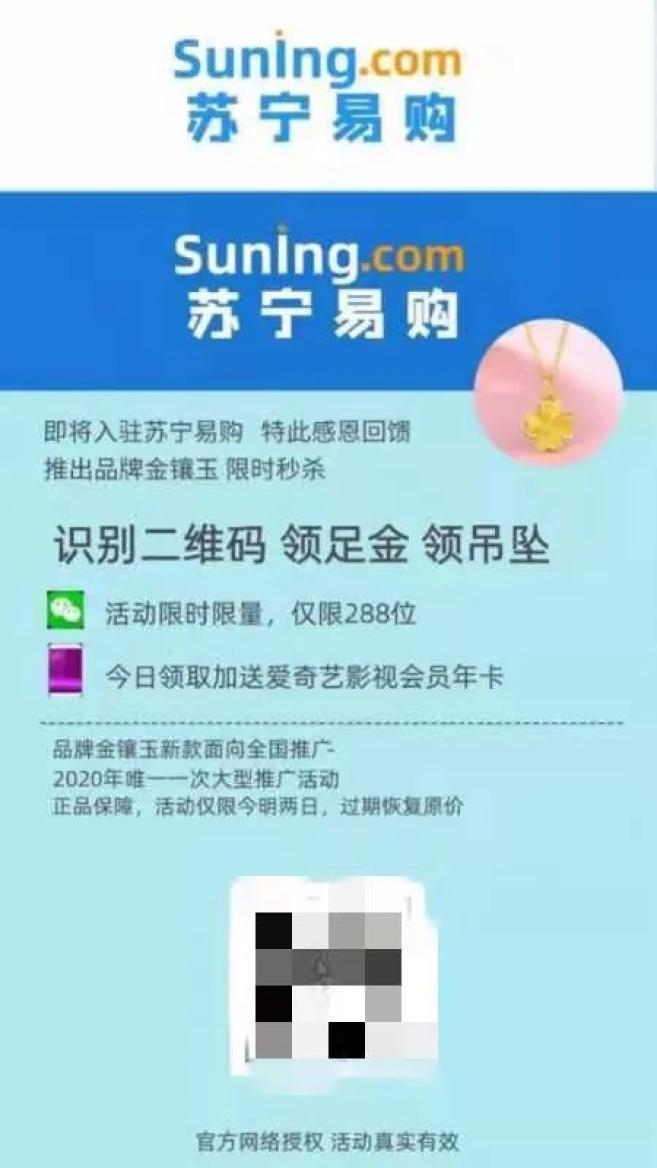 Suning.com
苏宁易购
Suning.com
苏宁易购
即将入驻苏宁易购 特此感恩回馈
推出品牌金镶玉 限时秒杀
识别二维码 领足金 领吊坠
活动限时限量，仅限288位
今日领取加送爱奇艺影视会员年卡
品牌金镶玉新款面向全国推广
2020年唯一一次大型推广活动
正品保障，活动仅限今明两日，过期恢复原价
官方网络授权 活动真实有效